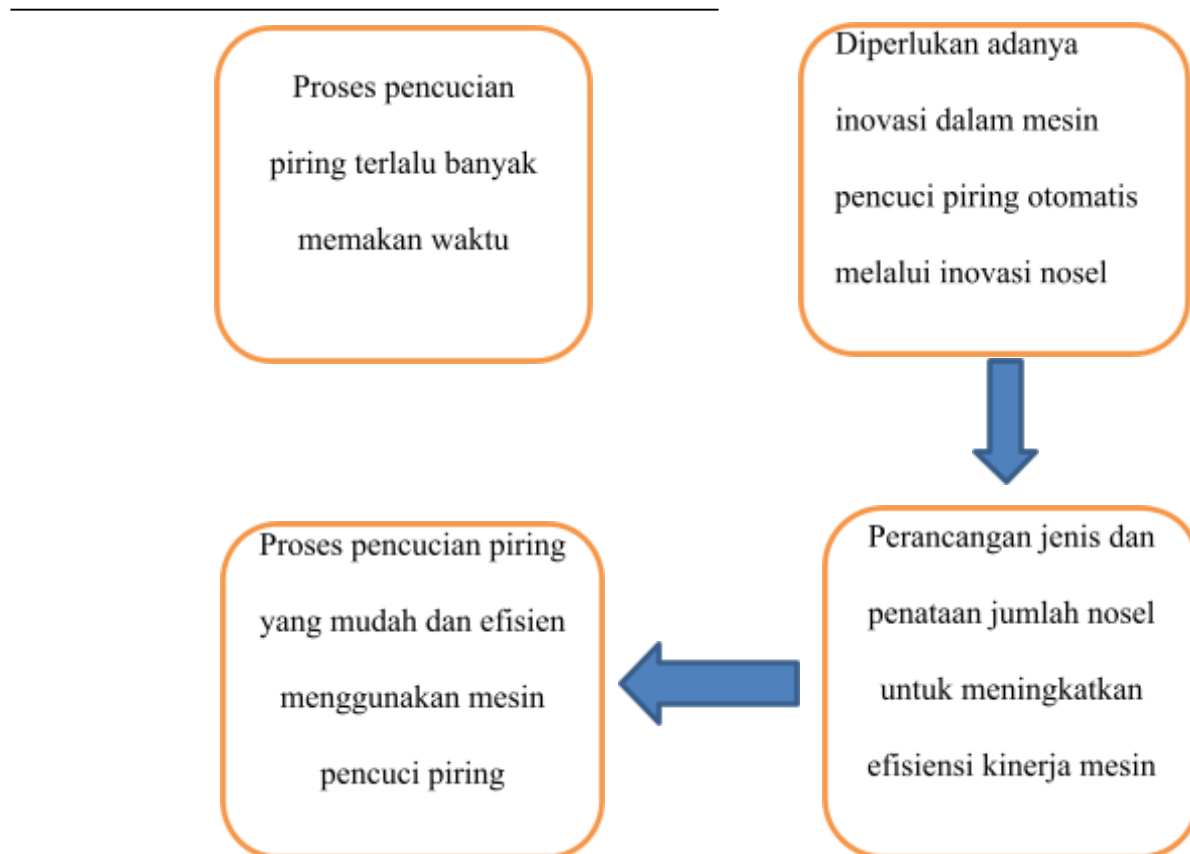 Proses pencucian
piring terlalu banyak
memakan waktu
Diperlukan adanya
inovasi dalam mesin
pencuci piring otomatis
melalui inovasi nosel
Perancangan jenis dan
penataan jumlah nosel
untuk meningkatkan
efisiensi kinerja mesin
Proses pencucian piring
yang mudah dan efisien
menggunakan mesin
pencuci piring